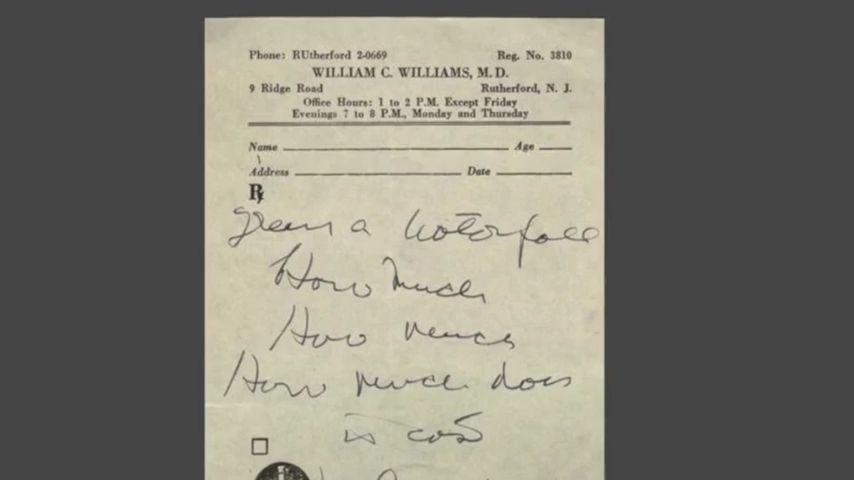 Phone: RUtherford 2-0669 Reg. No. 3810
WILLIAM C. WILLIAMS, M. D.
9 Ridge Road Rutherford, N. J.
Office Hours: 1 to 2 P.M. Except Friday
Evenings 7 to 8 P.M., Monday and Thursday
Name Age
Address Date
℞
a waterfall
How much
How much
How much does
it cost